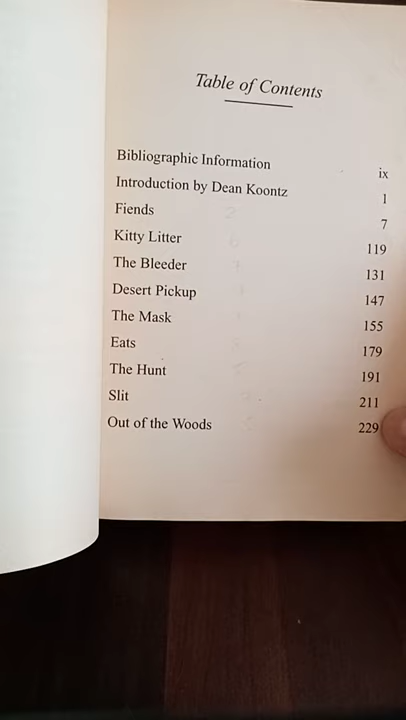 Table of Contents
Bibliographic Information ix
Introduction by Dean Koontz 1
Fiends 7
Kitty Litter 119
The Bleeder 131
Desert Pickup 147
The Mask 155
Eats 179
The Hunt 191
Slit 211
Out of the Woods 229